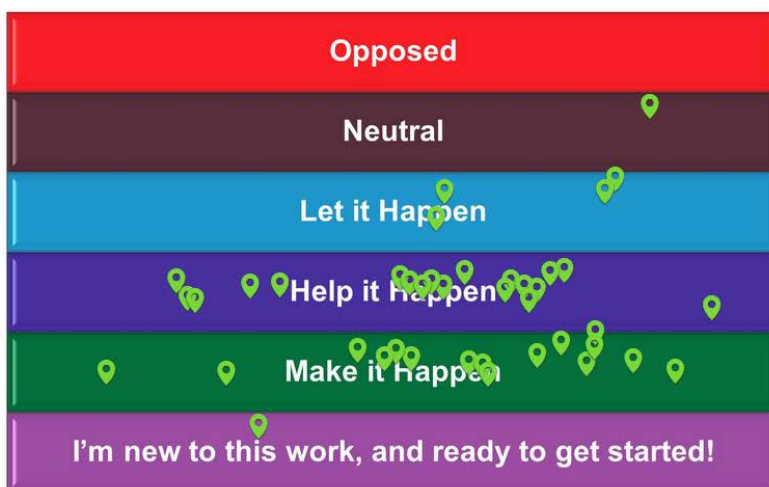 Opposed
Neutral
Let it Happen
Help it Happen
Make it Happen
I'm new to this work, and ready to get started!